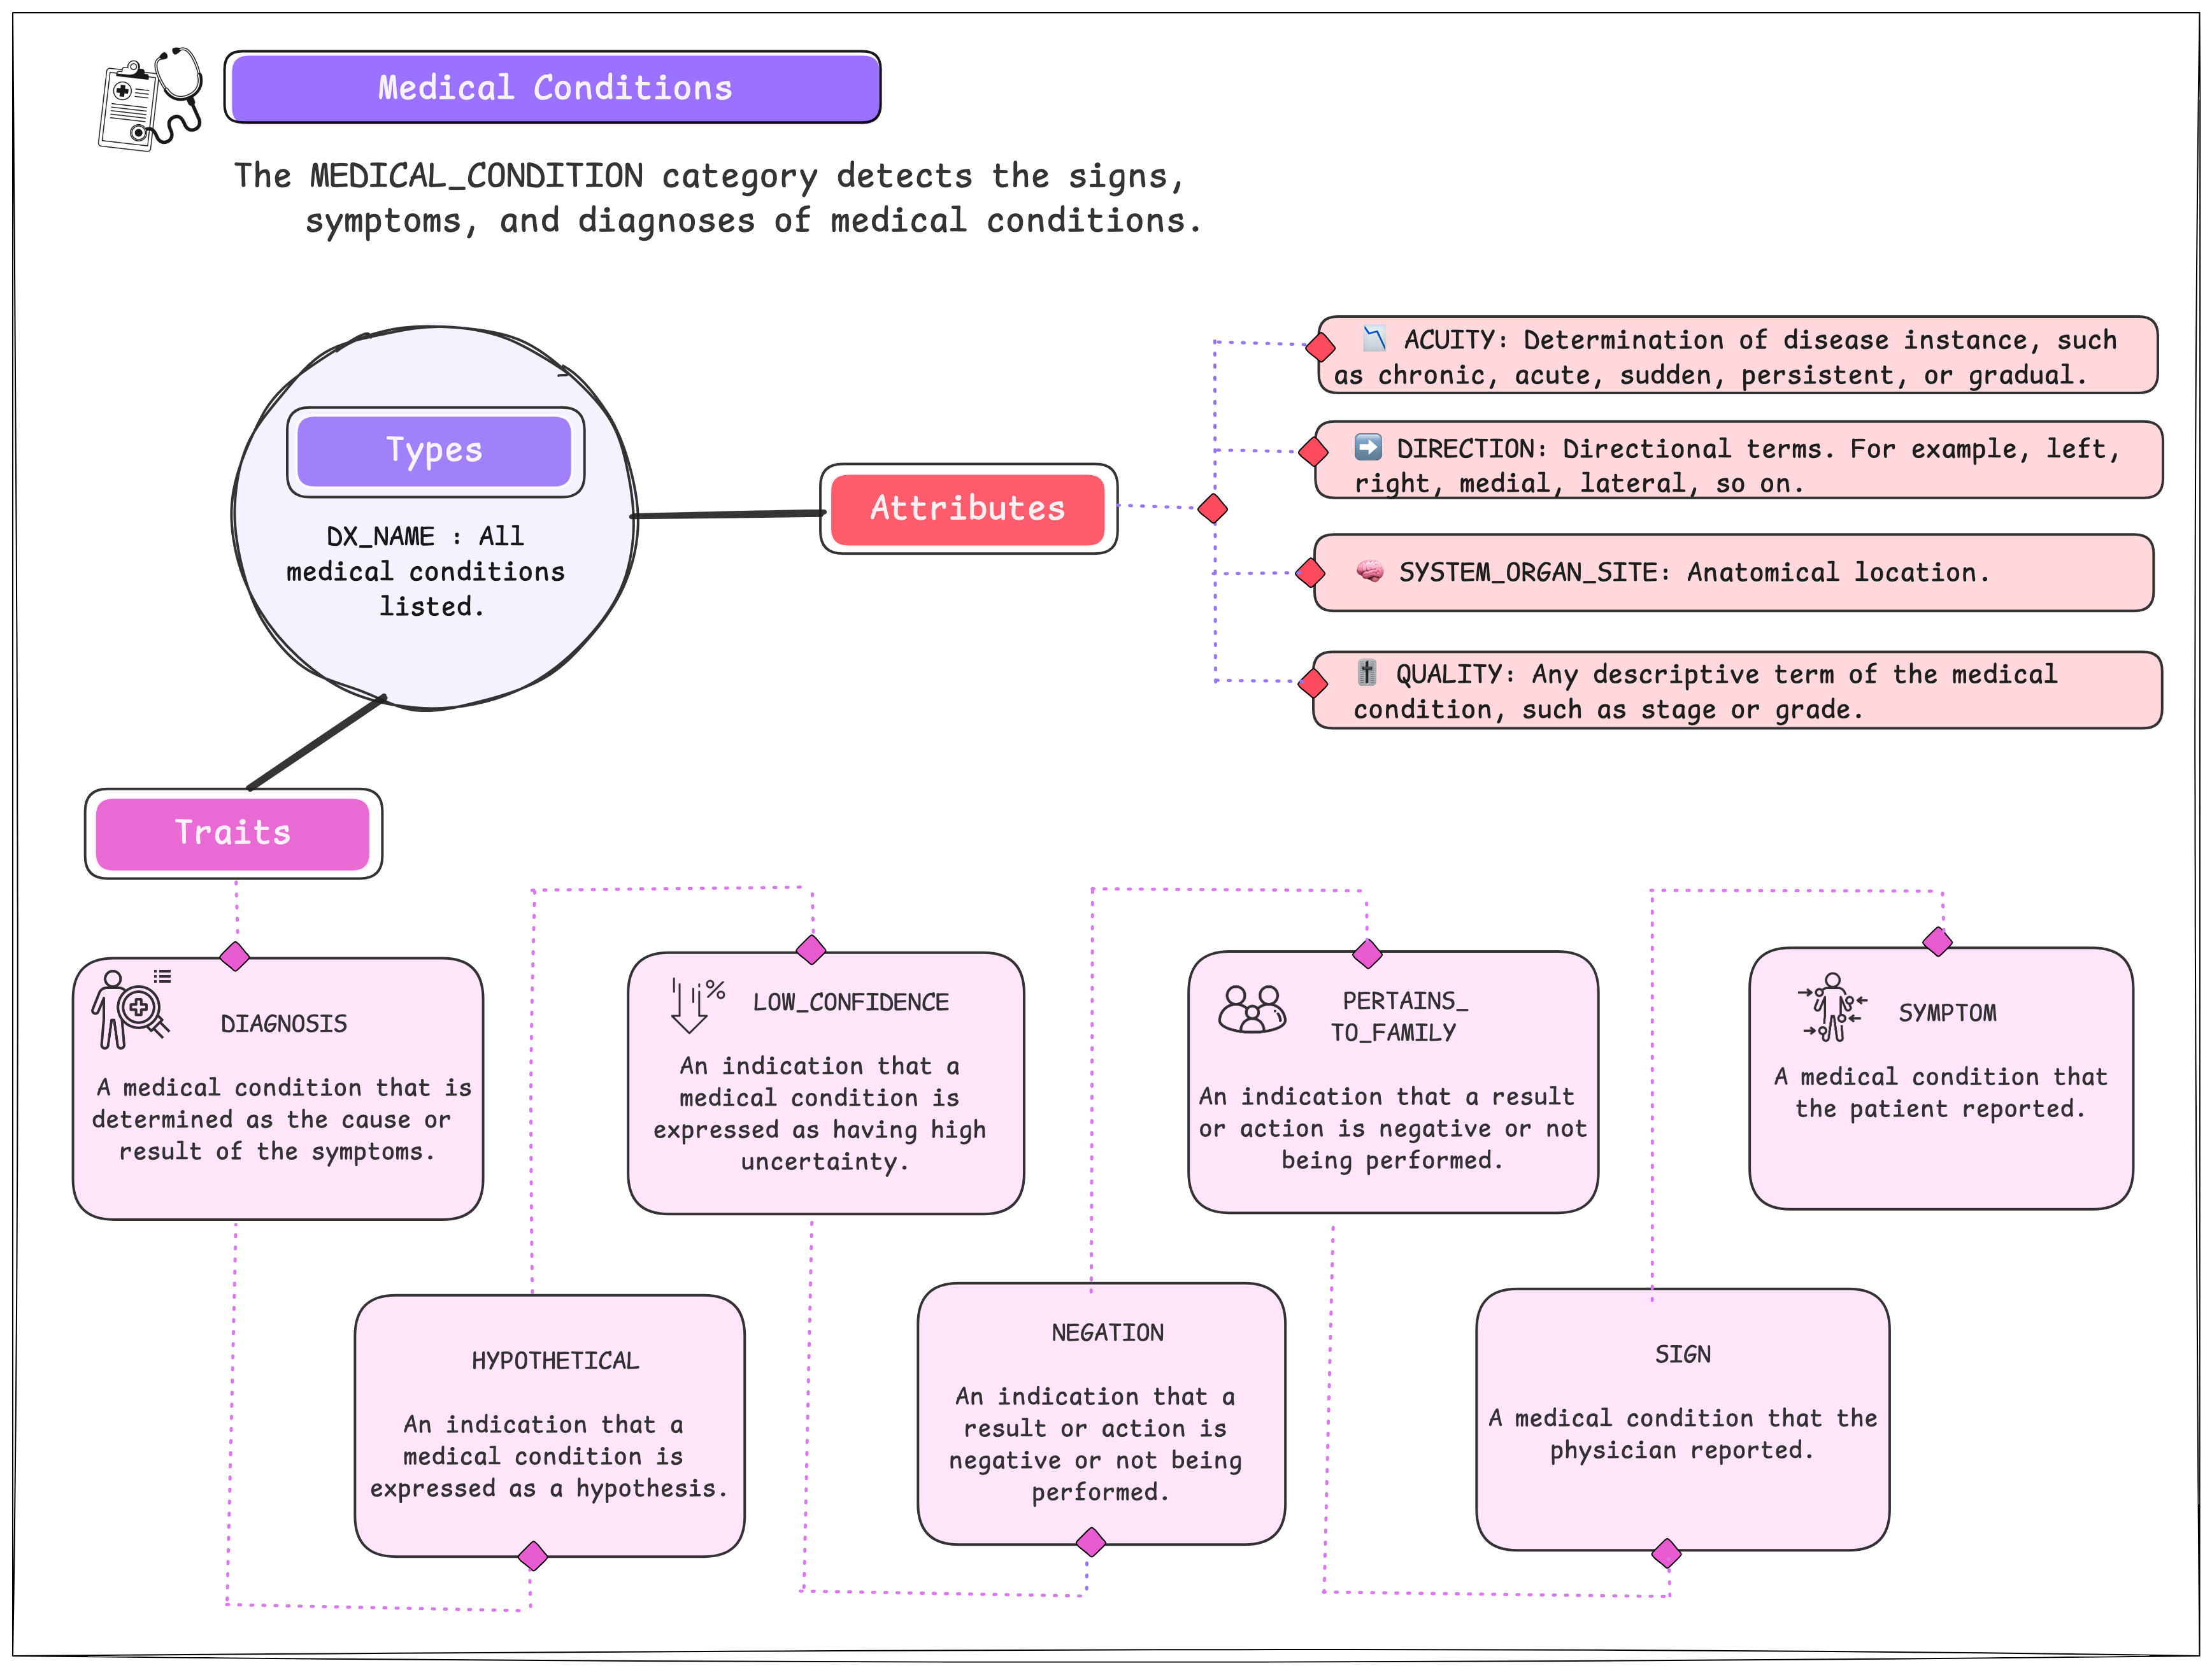 Medical Conditions
The MEDICAL_CONDITION category detects the signs,
symptoms, and diagnoses of medical conditions.
Types
DX_NAME : All
medical conditions
listed.
Attributes
ACUITY: Determination of disease instance, such
as chronic, acute, sudden, persistent, or gradual.
DIRECTION: Directional terms. For example, left,
right, medial, lateral, so on.
SYSTEM_ORGAN_SITE: Anatomical location.
QUALITY: Any descriptive term of the medical
condition, such as stage or grade.
Traits
DIAGNOSIS
A medical condition that is
determined as the cause or
result of the symptoms.
HYPOTHETICAL
An indication that a
medical condition is
expressed as a hypothesis.
%
LOW_CONFIDENCE
An indication that a
medical condition is
expressed as having high
uncertainty.
NEGATION
An indication that a
result or action is
negative or not being
performed.
PERTAINS_
TO_FAMILY
An indication that a result
or action is negative or not
being performed.
SIGN
A medical condition that the
physician reported.
SYMPTOM
A medical condition that
the patient reported.